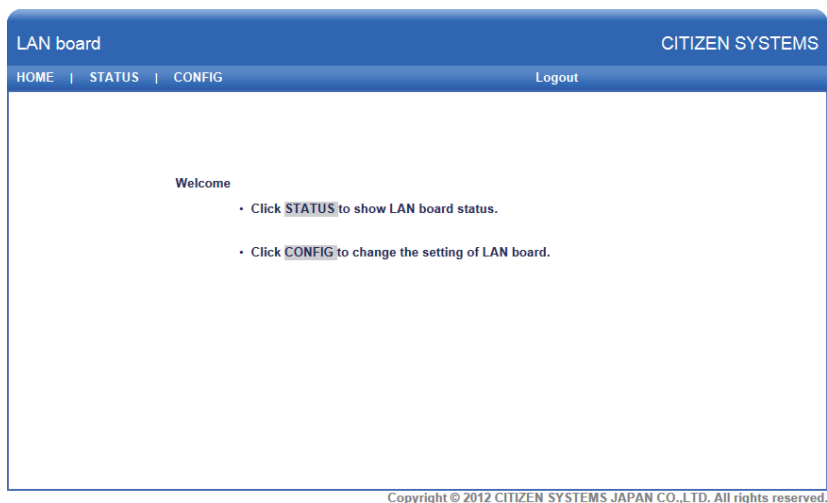 LAN board CITIZEN SYSTEMS
HOME | STATUS | CONFIG Logout
Welcome
• Click STATUS to show LAN board status.
• Click CONFIG to change the setting of LAN board.
Copyright © 2012 CITIZEN SYSTEMS JAPAN CO.,LTD. All rights reserved.